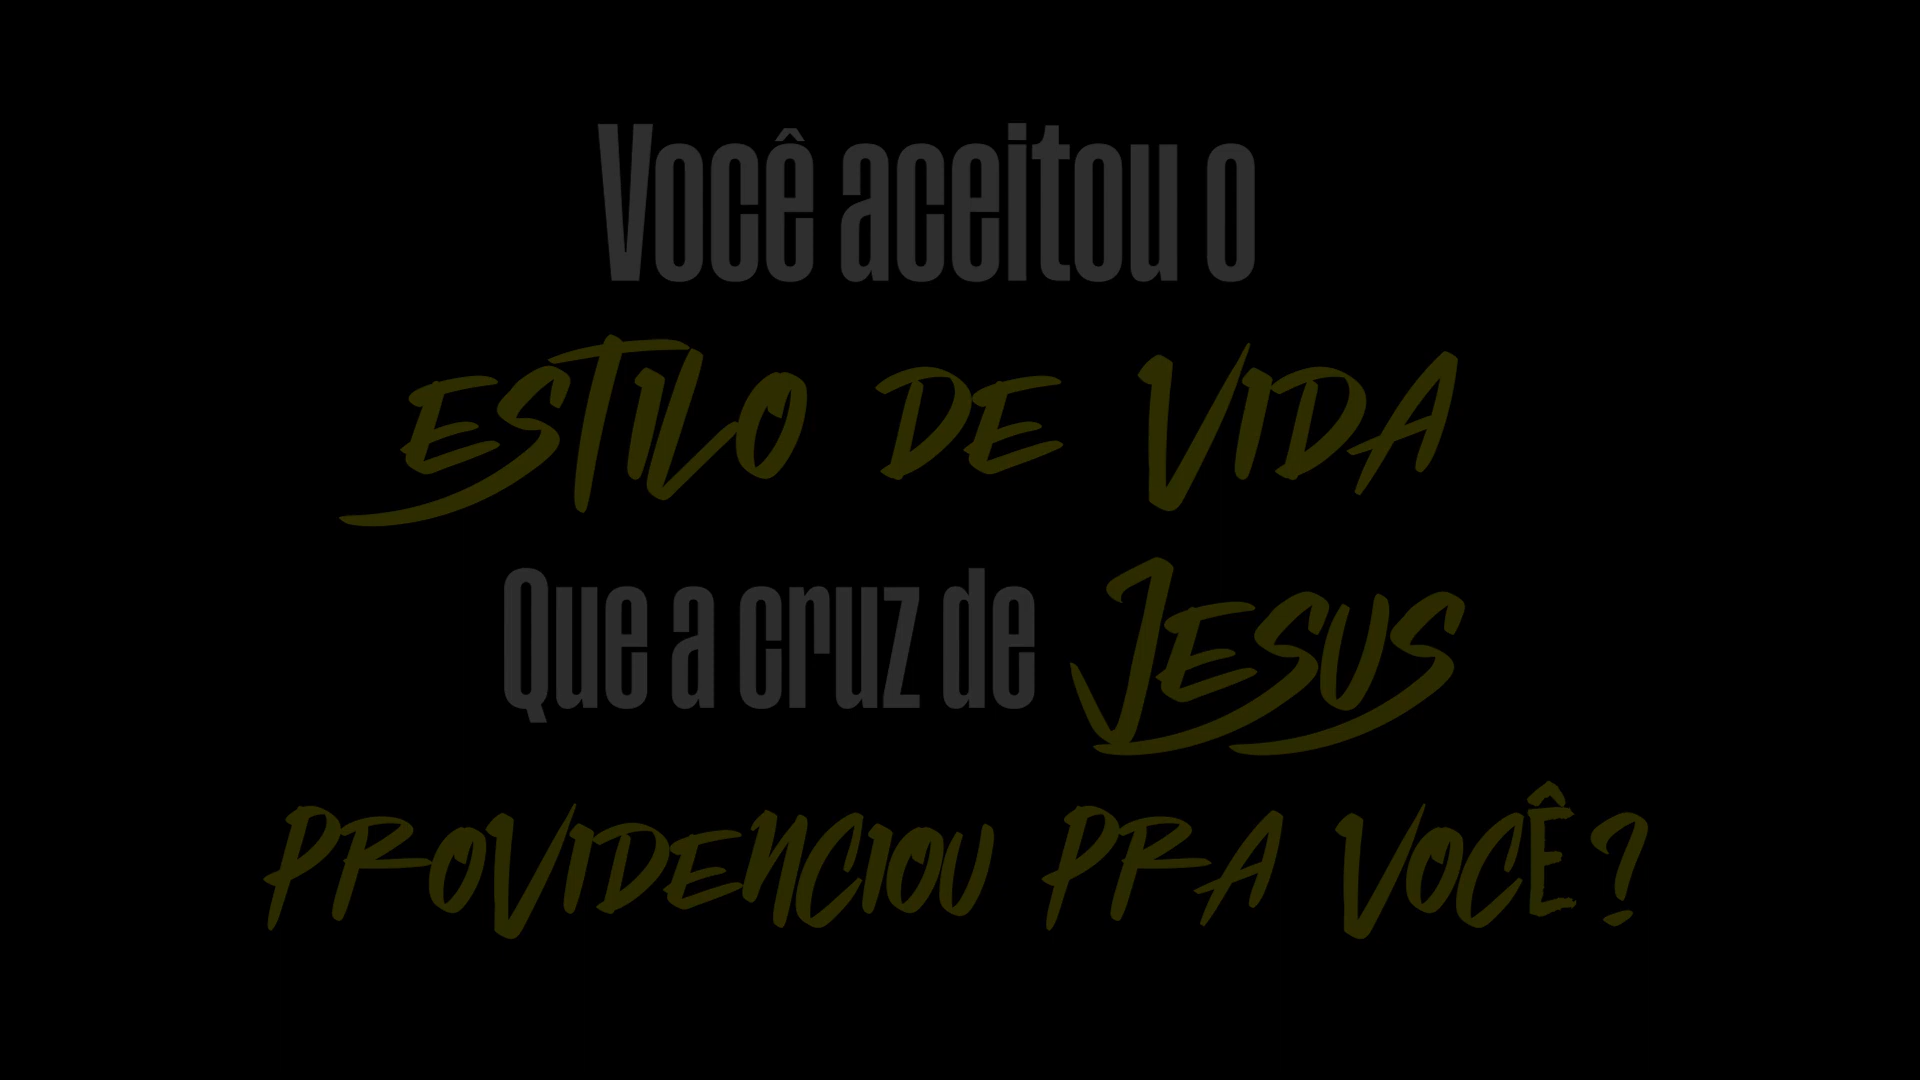 Você aceitou o
ESTILO DE VIDA
Que a cruz de JESUS
PROVIDENCIOU PRA VOCÊ?